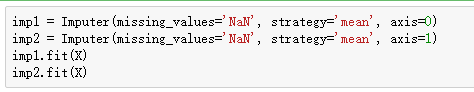 imp1 = Imputer(missing_values='NaN', strategy='mean', axis=0)
imp2 = Imputer(missing_values='NaN', strategy='mean', axis=1)
imp1.fit(X)
imp2.fit(X)